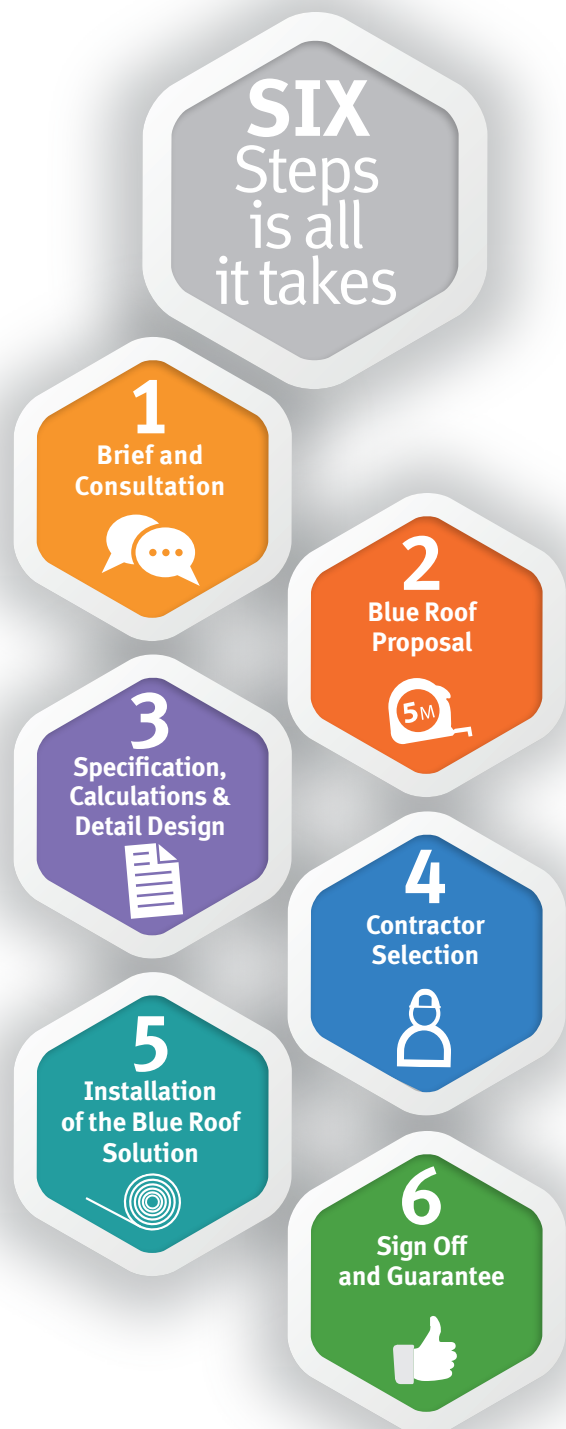 SIX
Steps
is all
it takes
1
Brief and
Consultation
2
Blue Roof
Proposal
5M
3
Specification,
Calculations &
Detail Design
4
Contractor
Selection
5
Installation
of the Blue Roof
Solution
6
Sign Off
and Guarantee